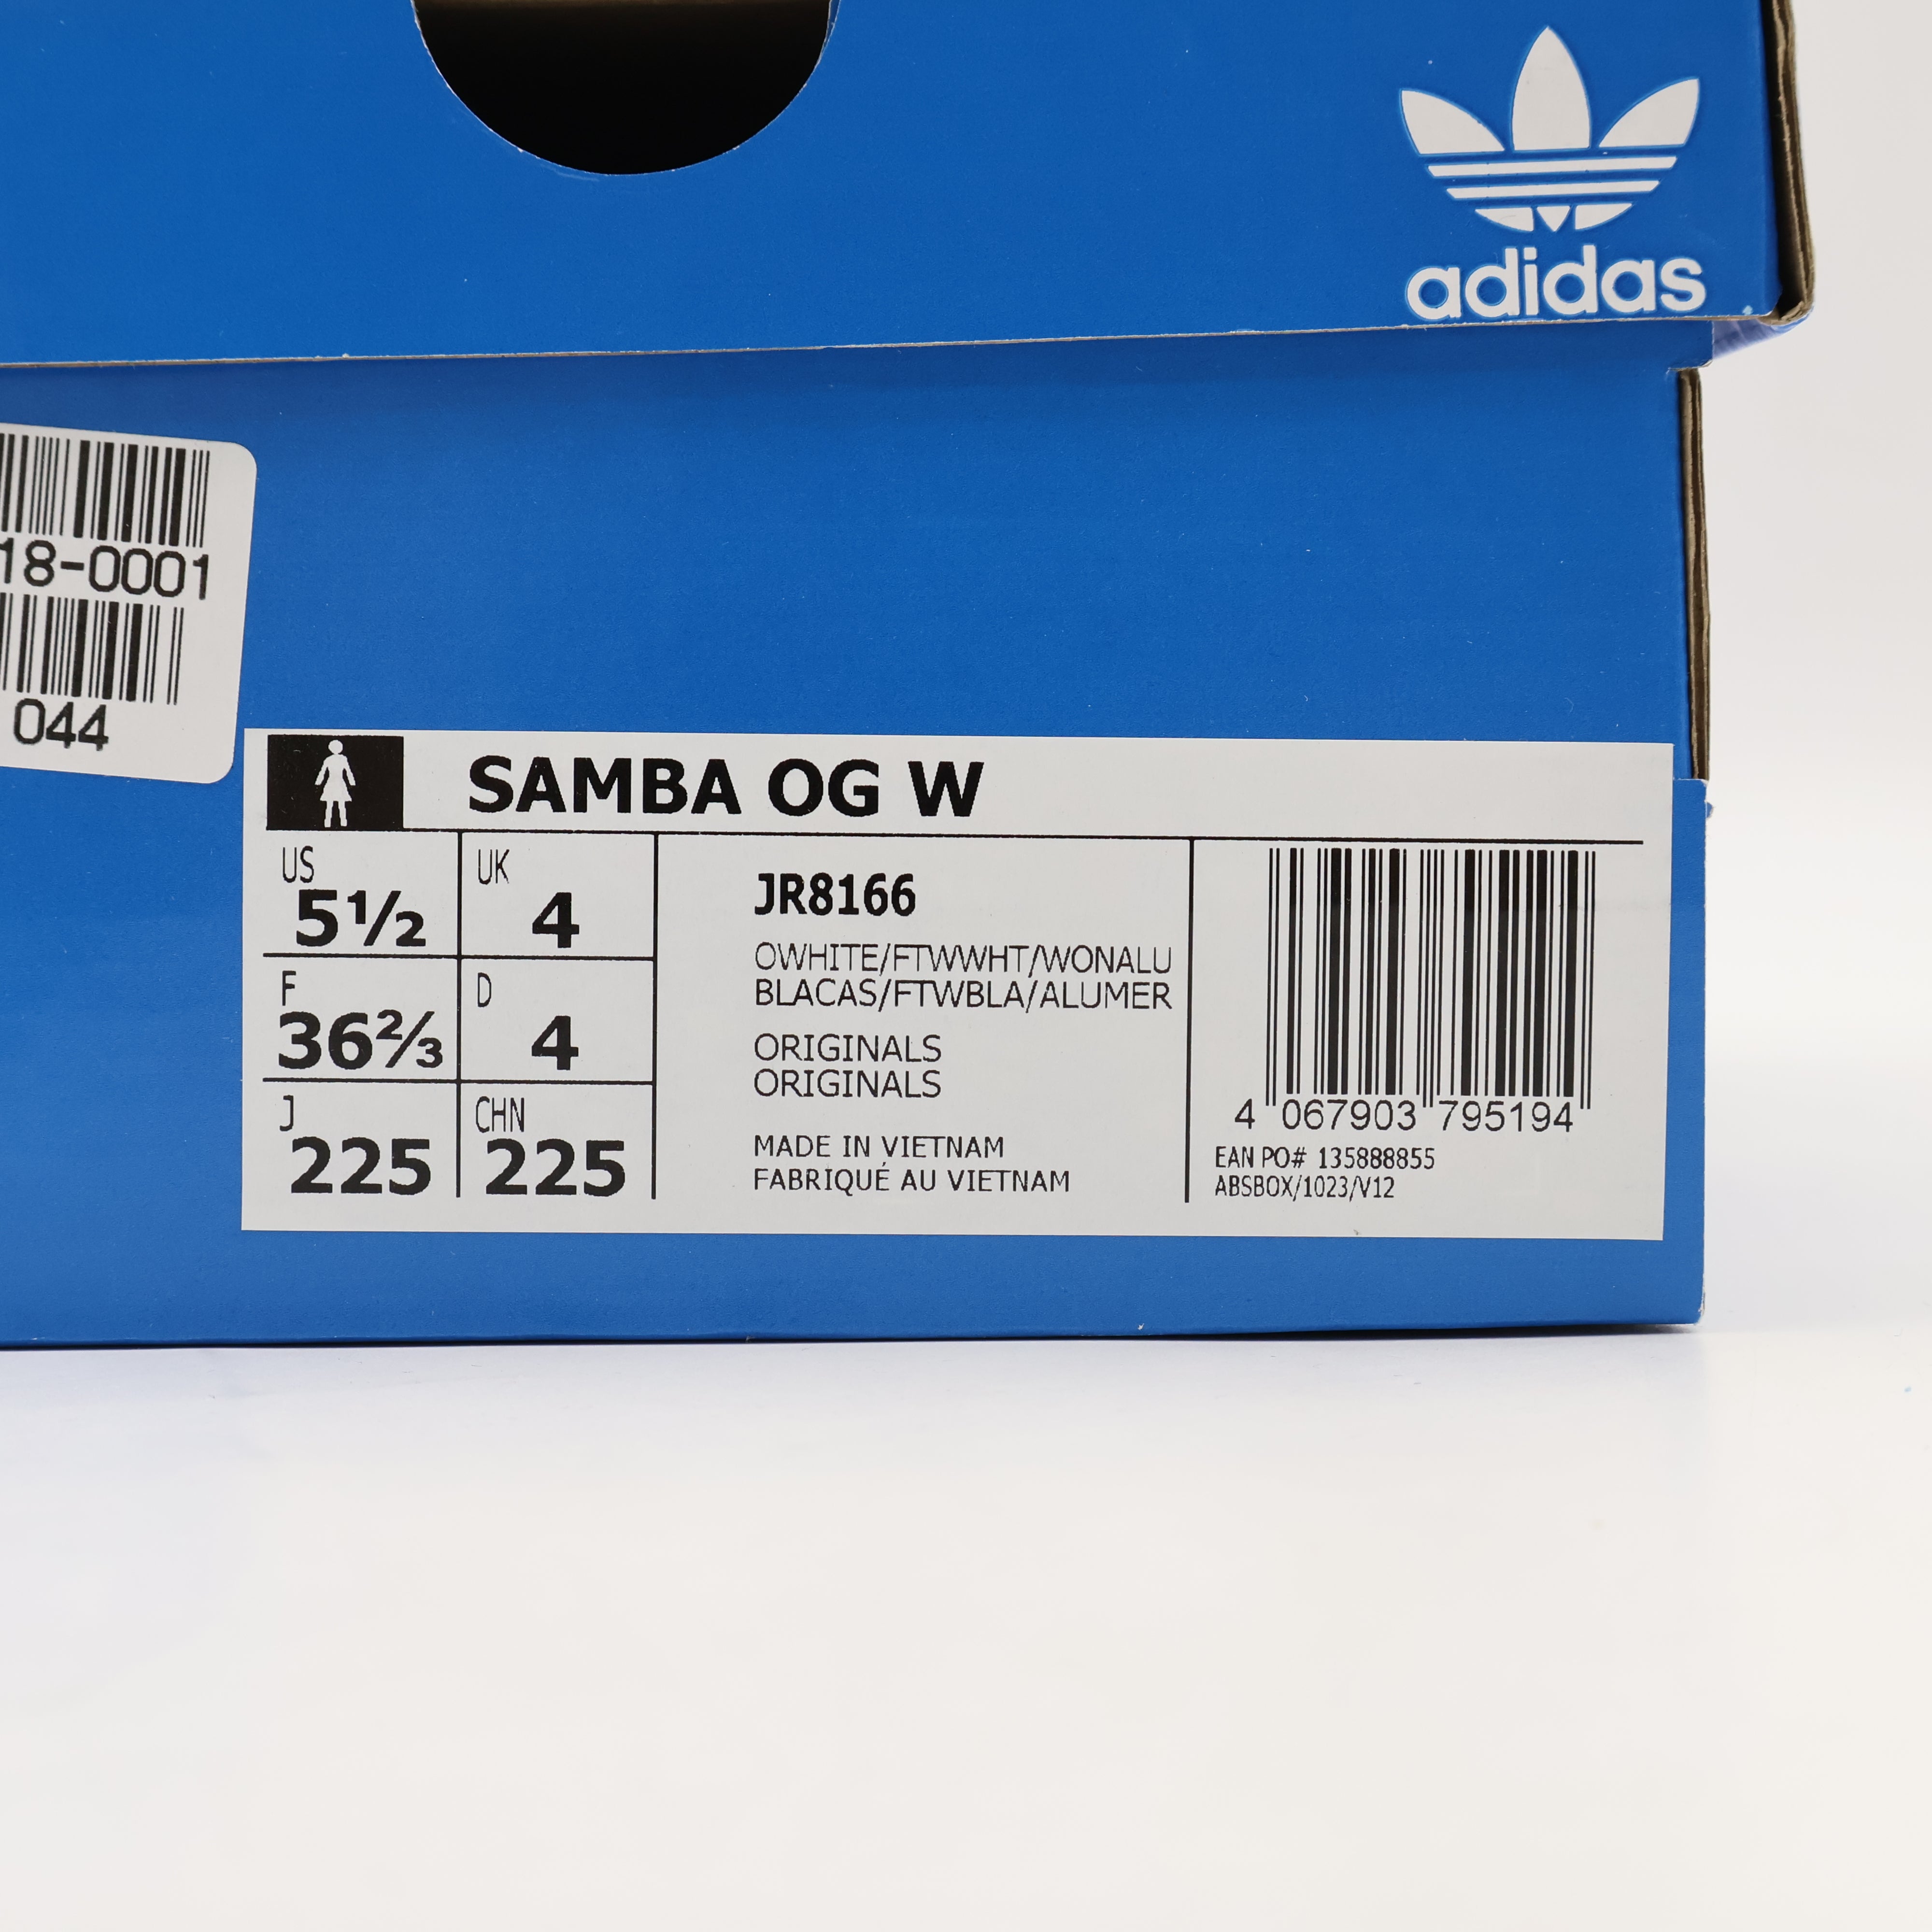 adidas
18-0001
044
SAMBA OG W
US
5½
UK
4
F
36⅔
D
4
J
225
CHN
225
JR8166
OWHITE/FTWWHT/WONALU
BLACAS/FTWBLA/ALUMER
ORIGINALS
ORIGINALS
MADE IN VIETNAM
FABRIQUÉ AU VIETNAM
4 067903 795194
EAN PO# 135888855
ABSBOX/1023/V12